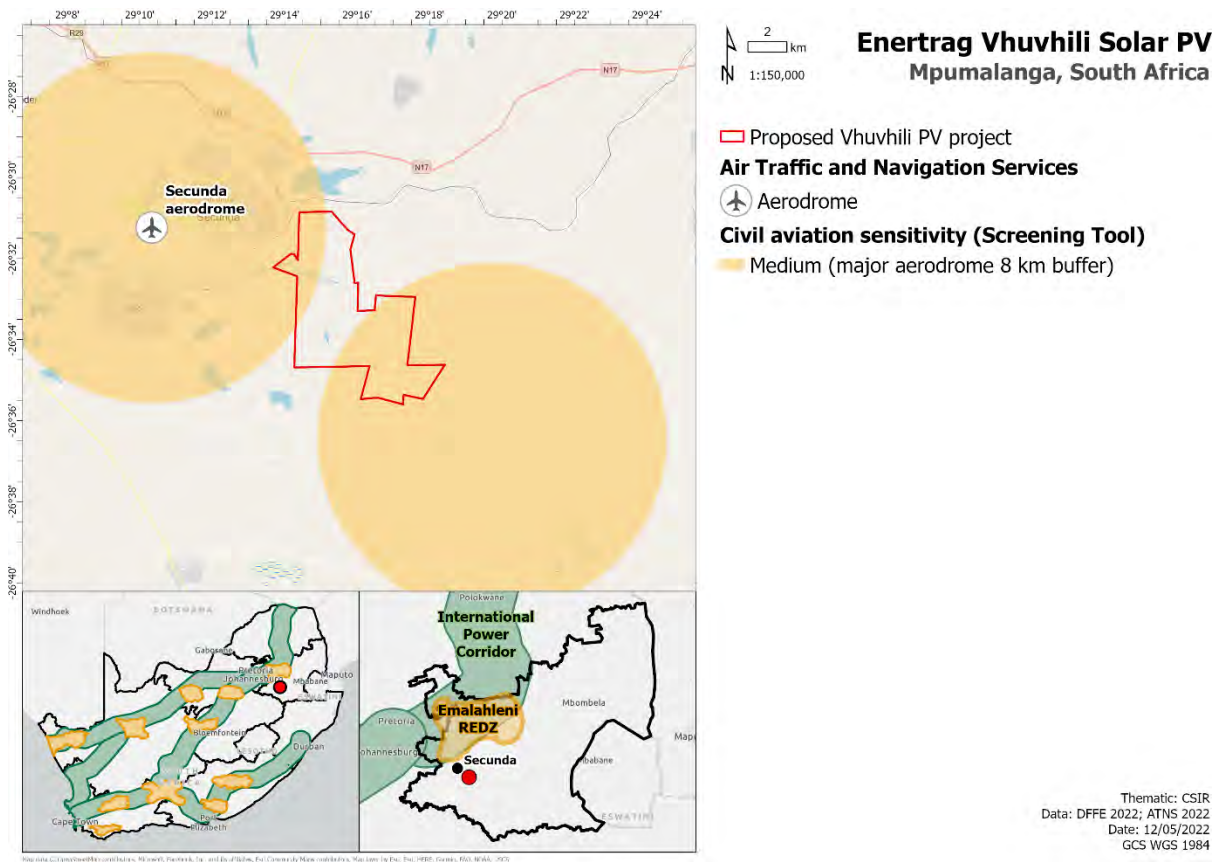 29°8'
29°10'
29°12'
29°14'
29°16'
29°18'
29°20'
29°22'
29°24'
-26°28'
-26°30'
-26°32'
-26°34'
-26°36'
-26°38'
-26°40'
R29
N17
N17
N17
Secunda
aerodrome
Secunda
2
km
N
1:150,000
Enertrag Vhuvhili Solar PV
Mpumalanga, South Africa
Proposed Vhuvhili PV project
Air Traffic and Navigation Services
Aerodrome
Civil aviation sensitivity (Screening Tool)
Medium (major aerodrome 8 km buffer)
Windhoek
BOTSWANA
Gaborone
Pretoria
Johannesburg
Maputo
Mbabane
ESWATINI
Bloemfontein
LESOTHO
Durban
Cape Town
Port
Elizabeth
Polokwane
International
Power
Corridor
Emalahleni
REDZ
Mbombela
Pretoria
ohannesburg
Secunda
Mbabane
ESWATINI
Thematic: CSIR
Data: DFFE 2022; ATNS 2022
Date: 12/05/2022
GCS WGS 1984